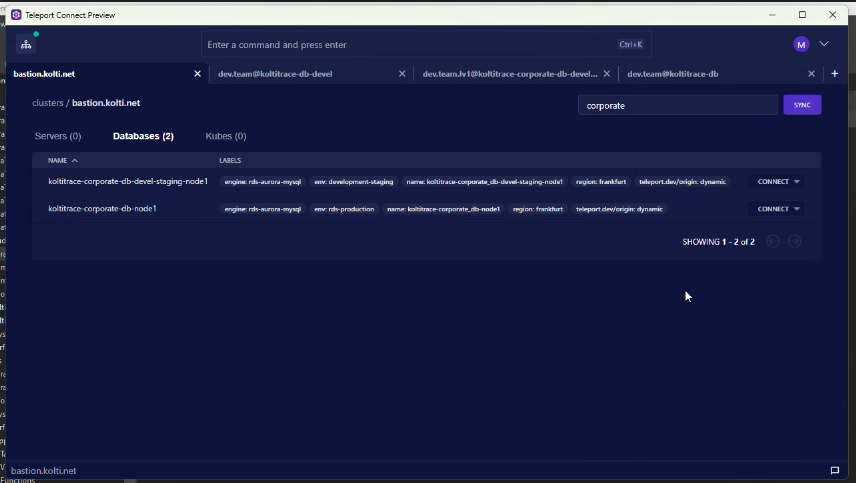 Teleport Connect Preview
Enter a command and press enter Ctrl+K M
bastion.kolti.net dev.team@koltitrace-db-devel dev.team.lv1@koltitrace-corporate-db-devel... dev.team@koltitrace-db
clusters / bastion.kolti.net corporate SYNC
Servers (0) Databases (2) Kubes (0)
NAME LABELS
koltitrace-corporate-db-devel-staging-node1 engine: rds-aurora-mysql env: development-staging name: koltitrace-corporate_db-devel-staging-node1 region: frankfurt teleport.dev/origin: dynamic CONNECT
koltitrace-corporate-db-node1 engine: rds-aurora-mysql env: rds-production name: koltitrace-corporate_db-node1 region: frankfurt teleport.dev/origin: dynamic CONNECT
SHOWING 1 - 2 of 2
bastion.kolti.net
Functions